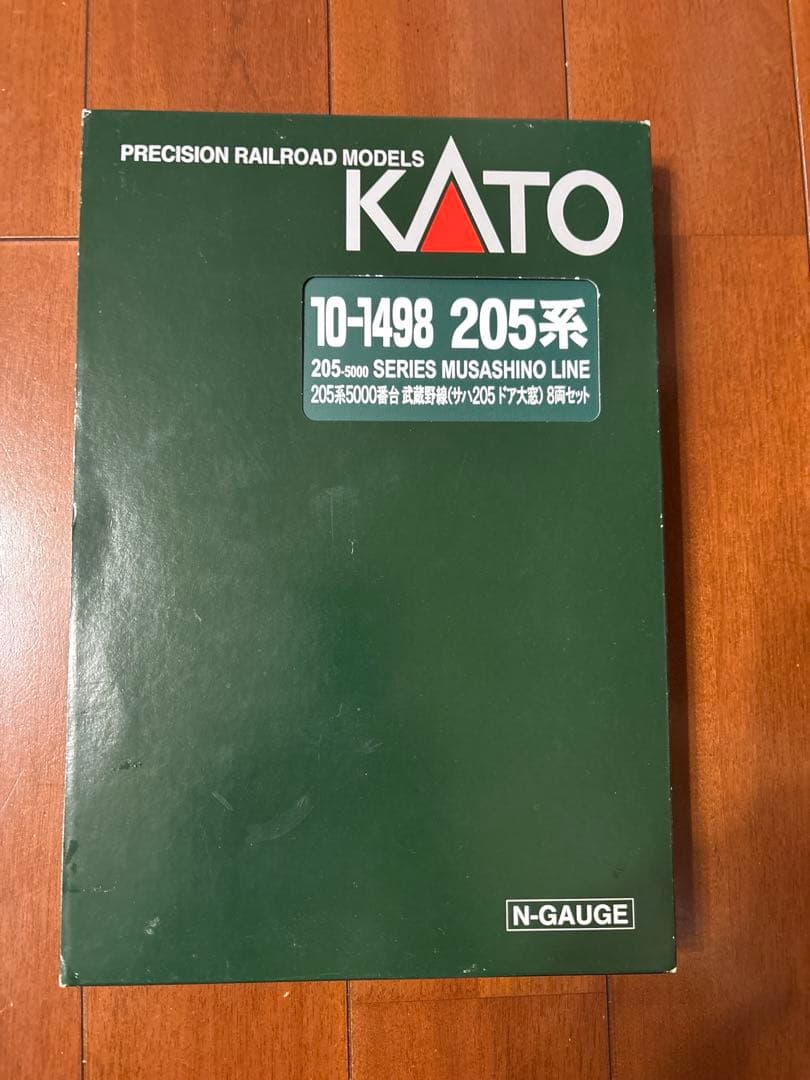 PRECISION RAILROAD MODELS
KATO
10-1498 205系
205-5000 SERIES MUSASHINO LINE
205系5000番台 武蔵野線(サハ205 ドア大窓) 8両セット
N-GAUGE